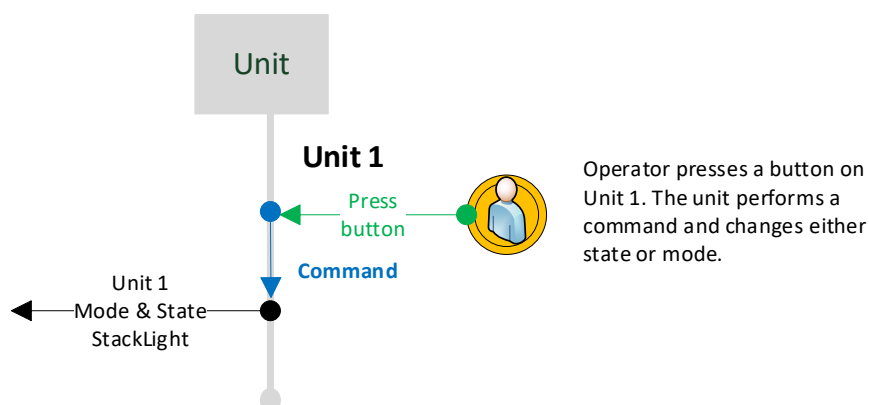 Unit
Unit 1
Press
button
Operator presses a button on
Unit 1. The unit performs a
command and changes either
state or mode.
Command
Unit 1
Mode & State
StackLight